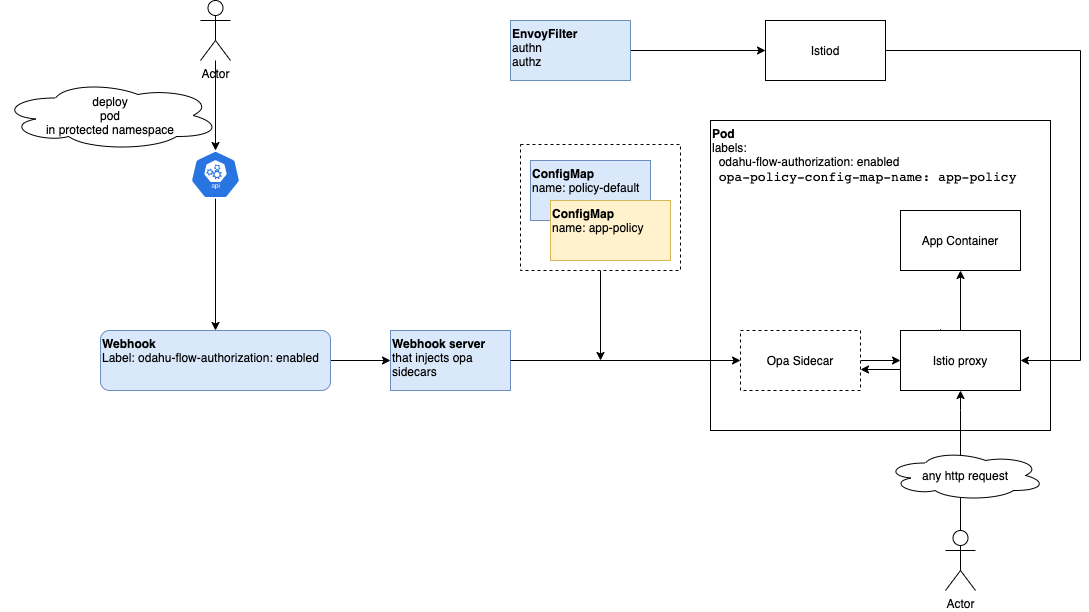 Actor
deploy
pod
in protected namespace
api
EnvoyFilter
authn
authz
Istiod
ConfigMap
name: policy-default
ConfigMap
name: app-policy
Pod
labels:
odahu-flow-authorization: enabled
opa-policy-config-map-name: app-policy
App Container
Webhook
Label: odahu-flow-authorization: enabled
Webhook server
that injects opa
sidecars
Opa Sidecar
Istio proxy
any http request
Actor